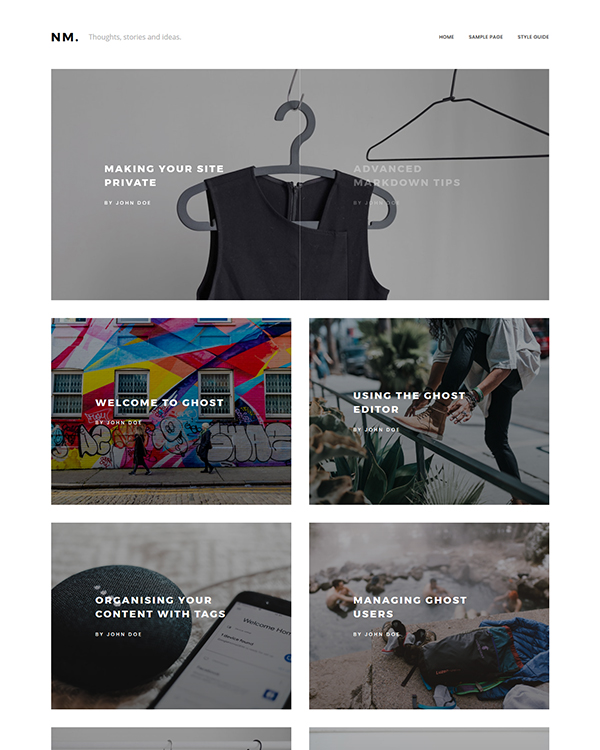 NM.
Thoughts, stories and ideas.
HOME
SAMPLE PAGE
STYLE GUIDE
MAKING YOUR SITE
PRIVATE
BY JOHN DOE
ADVANCED
MARKDOWN TIPS
BY JOHN DOE
WELCOME TO GHOST
BY JOHN DOE
USING THE GHOST
EDITOR
BY JOHN DOE
ORGANISING YOUR
CONTENT WITH TAGS
BY JOHN DOE
Welcome Hom
MANAGING GHOST
USERS
BY JOHN DOE